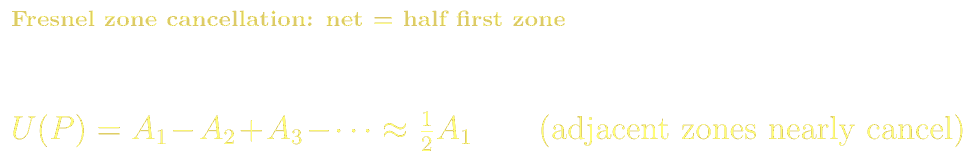 Fresnel zone cancellation: net = half first zone
U(P) = A₁ − A₂ + A₃ − ⋯ ≈ ½A₁ (adjacent zones nearly cancel)